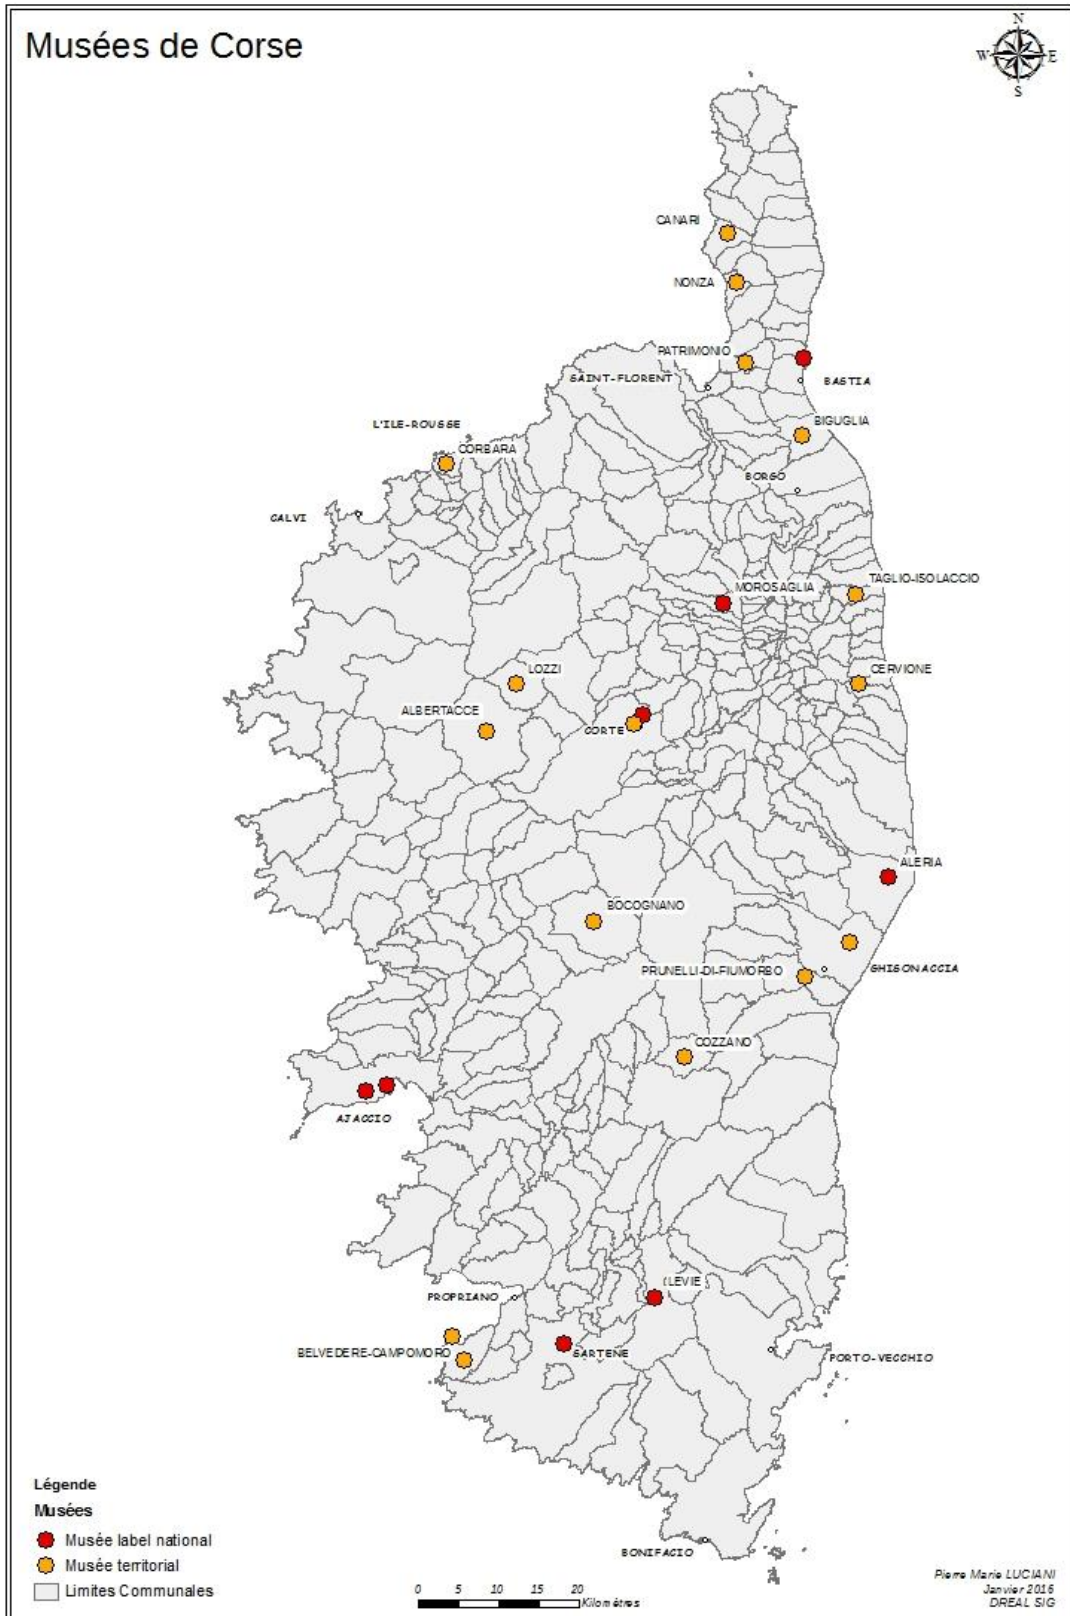 Musées de Corse
N
W E
S
CANARI
NONZA
PATRIMONIO
SAINT-FLORENT
BASTIA
L'ILE-ROUSSE
BIGUGLIA
CORBARA
BORGO
CALVI
TAGLIO-ISOLACCIO
MOROSAGLIA
LOZZI
CERVIONE
ALBERTACCE
CORTE
ALERIA
BOCOGNANO
GHISONACCIA
PRUNELLI-DI-FIUMORBO
COZZANO
AJACCIO
LEVIE
PROPRIANO
BELVEDERE-CAMPOMORO
SARTENE
PORTO-VECCHIO
BONIFACIO
Légende
Musées
Musée label national
Musée territorial
Limites Communales
0 5 10 15 20
Kilomètres
Pierre Marie LUCIANI
Janvier 2016
DREAL SIG